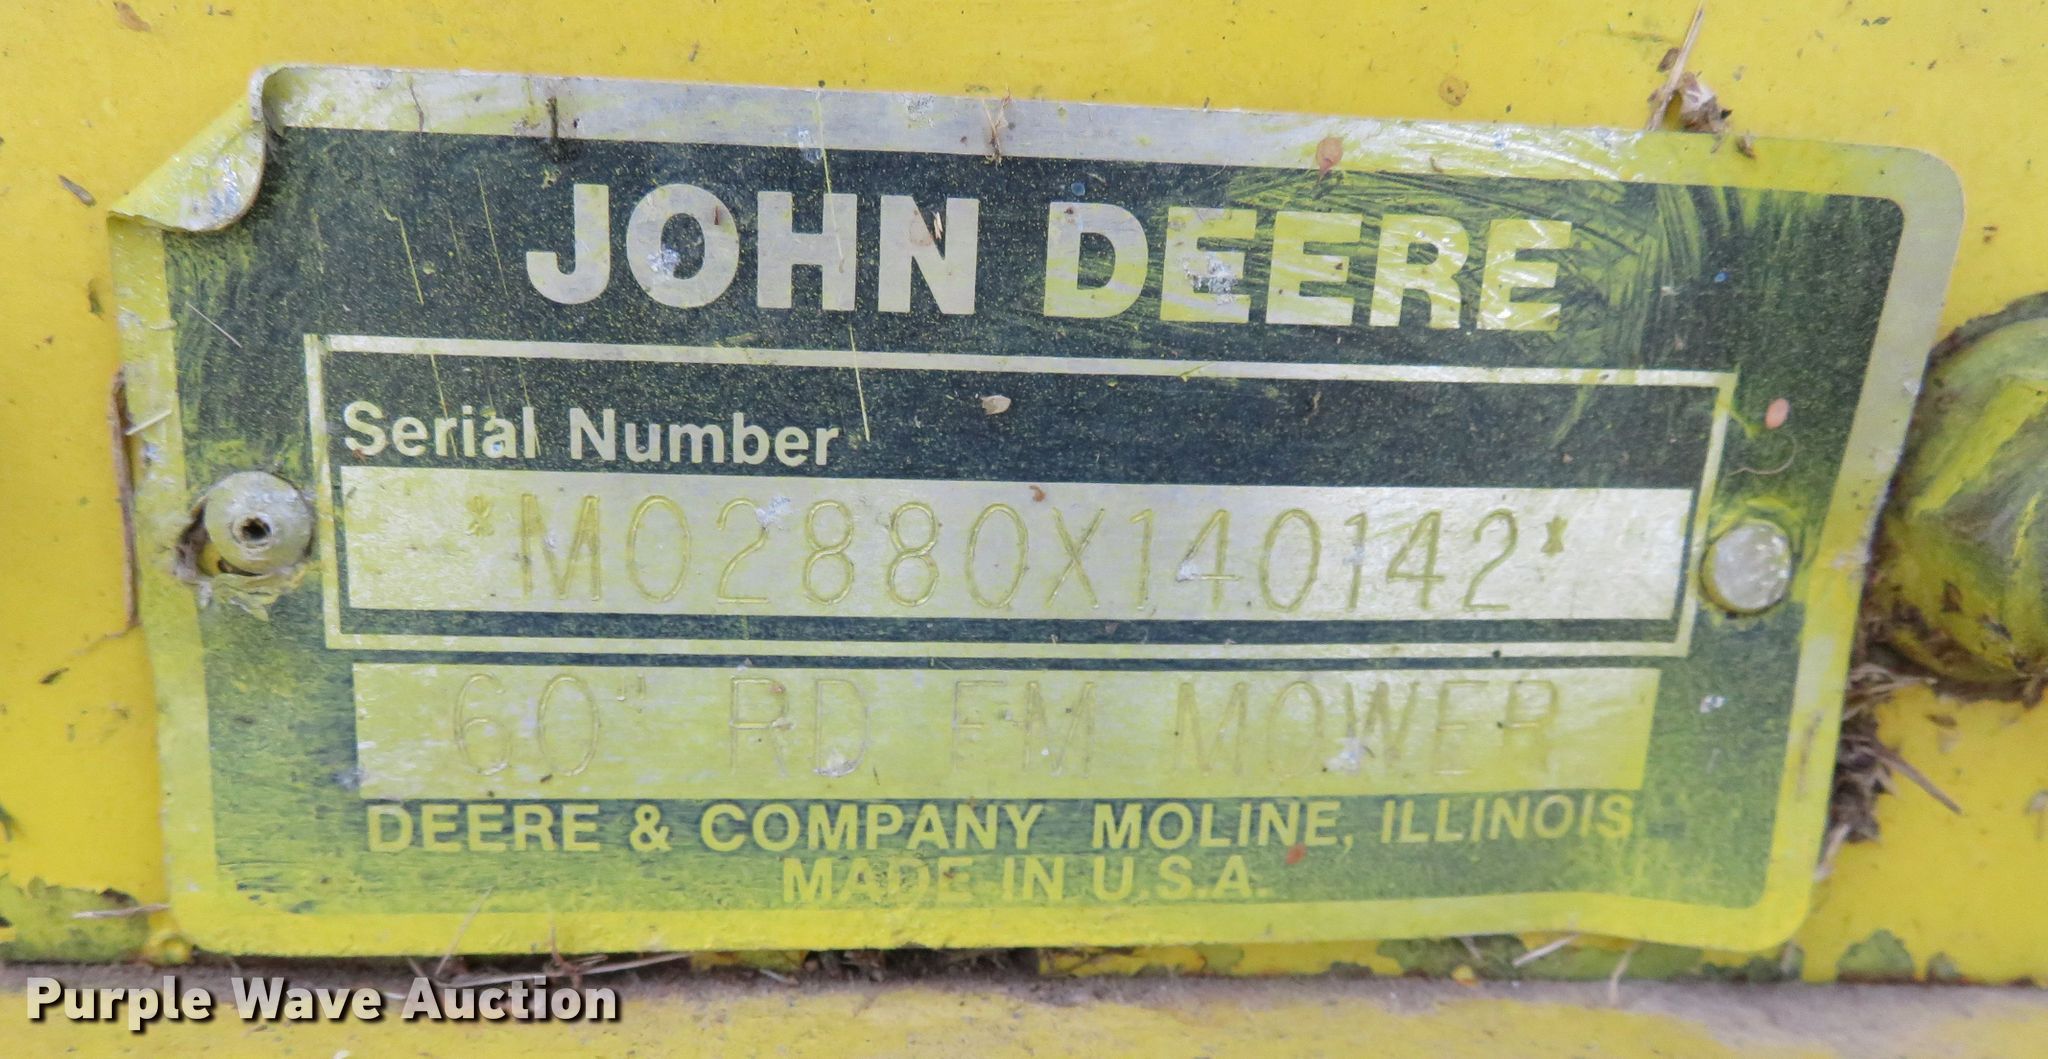 JOHN DEERE
Serial Number
*M02880X140142*
60" RD FM MOWER
DEERE & COMPANY MOLINE, ILLINOIS
MADE IN U.S.A.
Purple Wave Auction